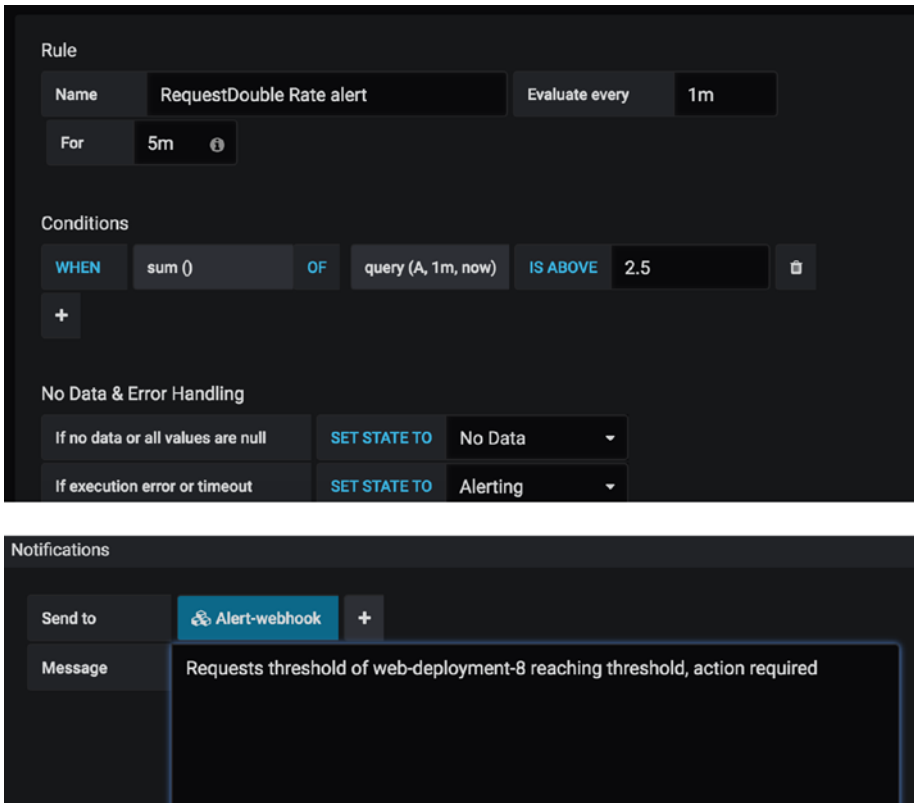 Rule
Name RequestDouble Rate alert Evaluate every 1m
For 5m
Conditions
WHEN sum () OF query (A, 1m, now) IS ABOVE 2.5
+
No Data & Error Handling
If no data or all values are null SET STATE TO No Data
If execution error or timeout SET STATE TO Alerting
Notifications
Send to Alert-webhook +
Message Requests threshold of web-deployment-8 reaching threshold, action required